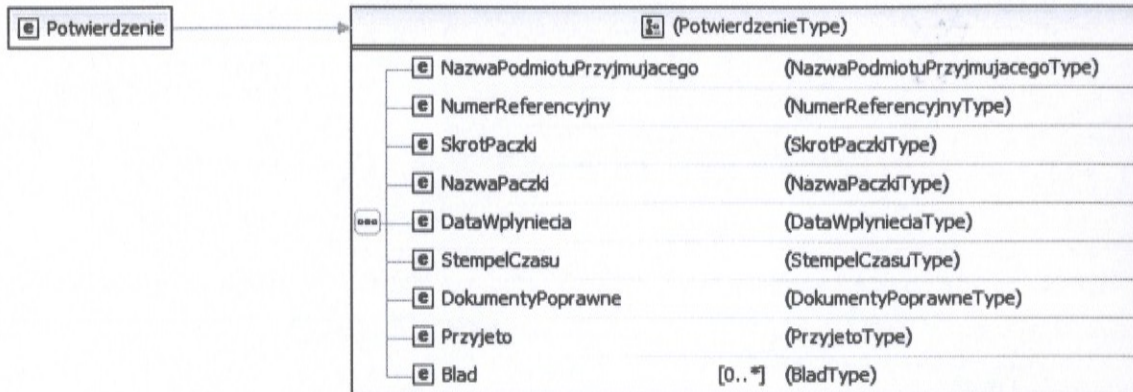 e Potwierdzenie
(PotwierdzenieType)
e NazwaPodmiotuPrzyjmujacego (NazwaPodmiotuPrzyjmujacegoType)
e NumerReferencyjny (NumerReferencyjnyType)
e SkrotPaczki (SkrotPaczkiType)
e NazwaPaczki (NazwaPaczkiType)
e DataWplyniecia (DataWplynieciaType)
e StempelCzasu (StempelCzasuType)
e DokumentyPoprawne (DokumentyPoprawneType)
e Przyjeto (PrzyjetoType)
e Blad [0..*] (BladType)